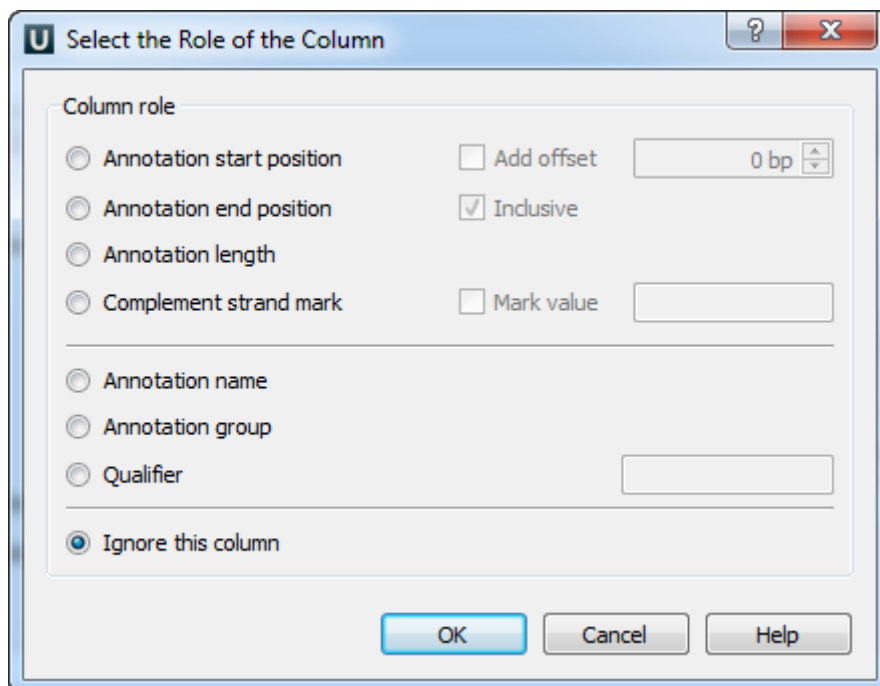 U Select the Role of the Column ? X
Column role
Annotation start position Add offset 0 bp
Annotation end position Inclusive
Annotation length
Complement strand mark Mark value
Annotation name
Annotation group
Qualifier
Ignore this column
OK Cancel Help